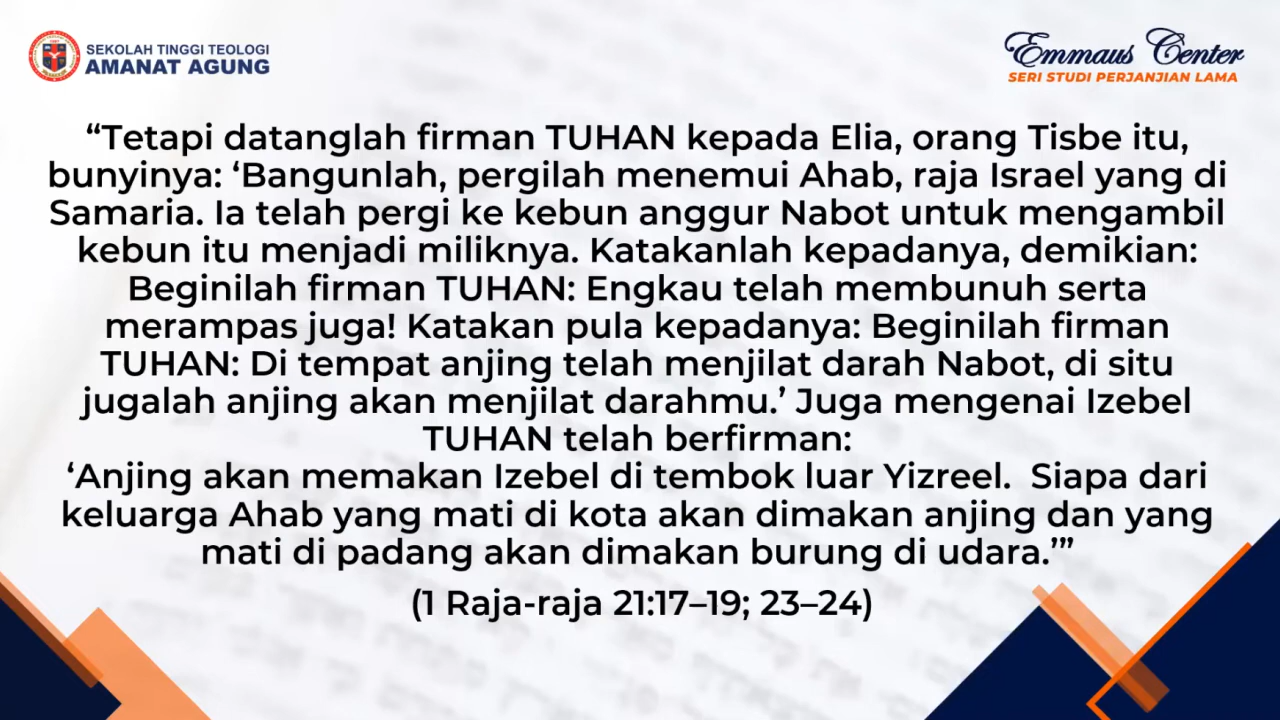 SEKOLAH TINGGI TEOLOGI
AMANAT AGUNG
Emmaus Center
SERI STUDI PERJANJIAN LAMA
“Tetapi datanglah firman TUHAN kepada Elia, orang Tisbe itu,
bunyinya: ‘Bangunlah, pergilah menemui Ahab, raja Israel yang di
Samaria. Ia telah pergi ke kebun anggur Nabot untuk mengambil
kebun itu menjadi miliknya. Katakanlah kepadanya, demikian:
Beginilah firman TUHAN: Engkau telah membunuh serta
merampas juga! Katakan pula kepadanya: Beginilah firman
TUHAN: Di tempat anjing telah menjilat darah Nabot, di situ
jugalah anjing akan menjilat darahmu.’ Juga mengenai Izebel
TUHAN telah berfirman:
‘Anjing akan memakan Izebel di tembok luar Yizreel.  Siapa dari
keluarga Ahab yang mati di kota akan dimakan anjing dan yang
mati di padang akan dimakan burung di udara.’”
(1 Raja-raja 21:17–19; 23–24)